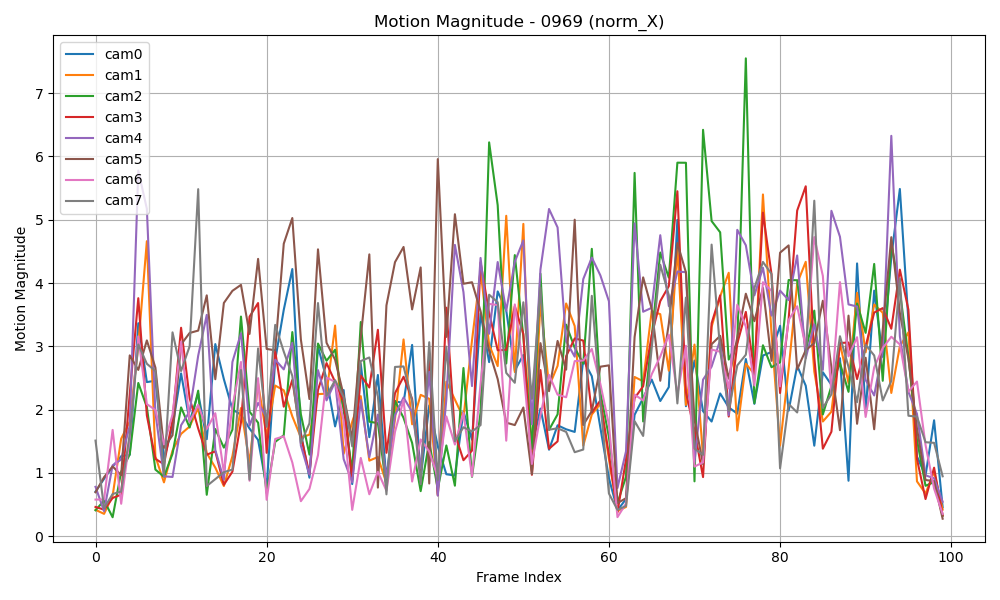 Motion Magnitude - 0969 (norm_X)
cam0
cam1
cam2
cam3
cam4
cam5
cam6
cam7
Motion Magnitude
7
6
5
4
3
2
1
0
0 20 40 60 80 100
Frame Index